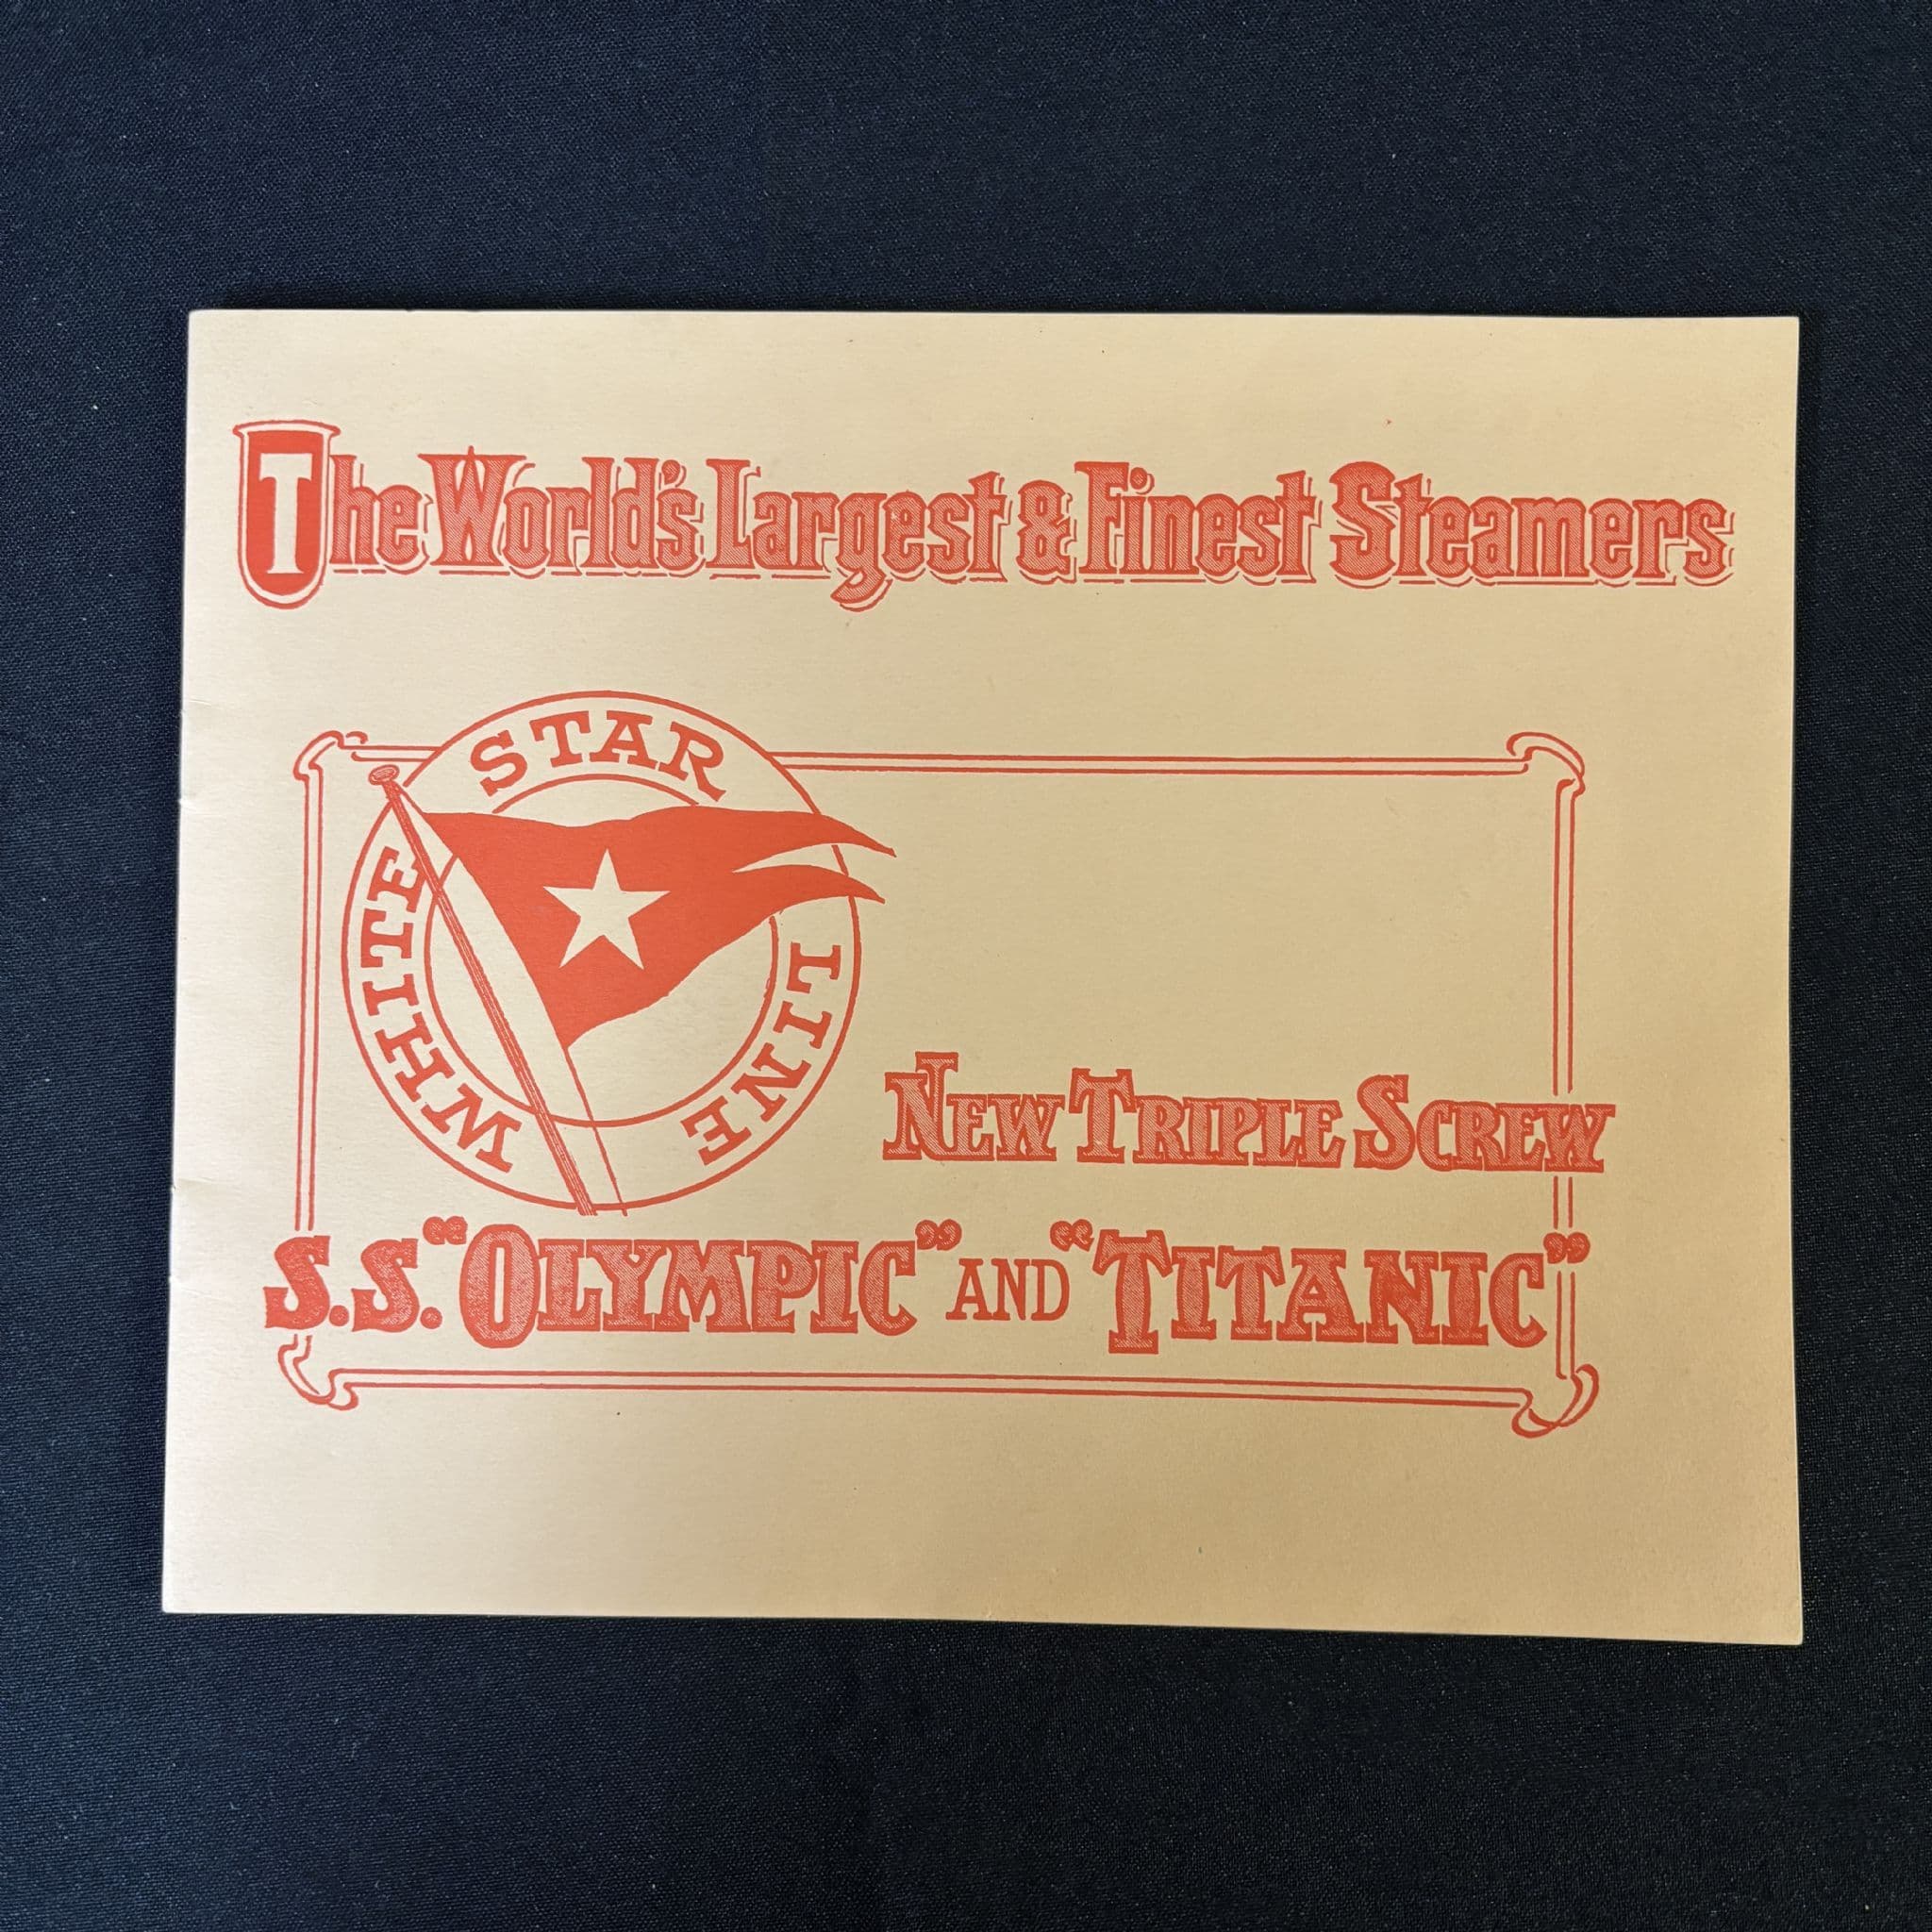 The World's Largest & Finest Steamers
WHITE STAR LINE
NEW TRIPLE SCREW
S.S. “OLYMPIC” AND “TITANIC”